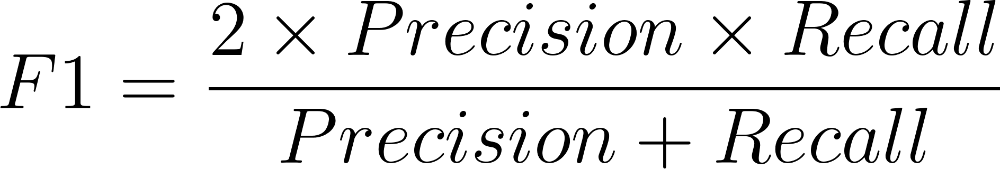 F1 = 2 × Precision × Recall
Precision + Recall